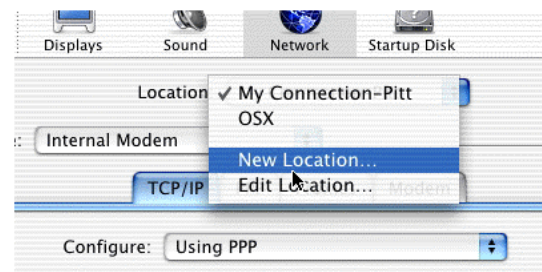 Displays Sound Network Startup Disk
Location ✓ My Connection-Pitt
OSX
: Internal Modem
New Location...
TCP/IP Edit Location... Modem
Configure: Using PPP